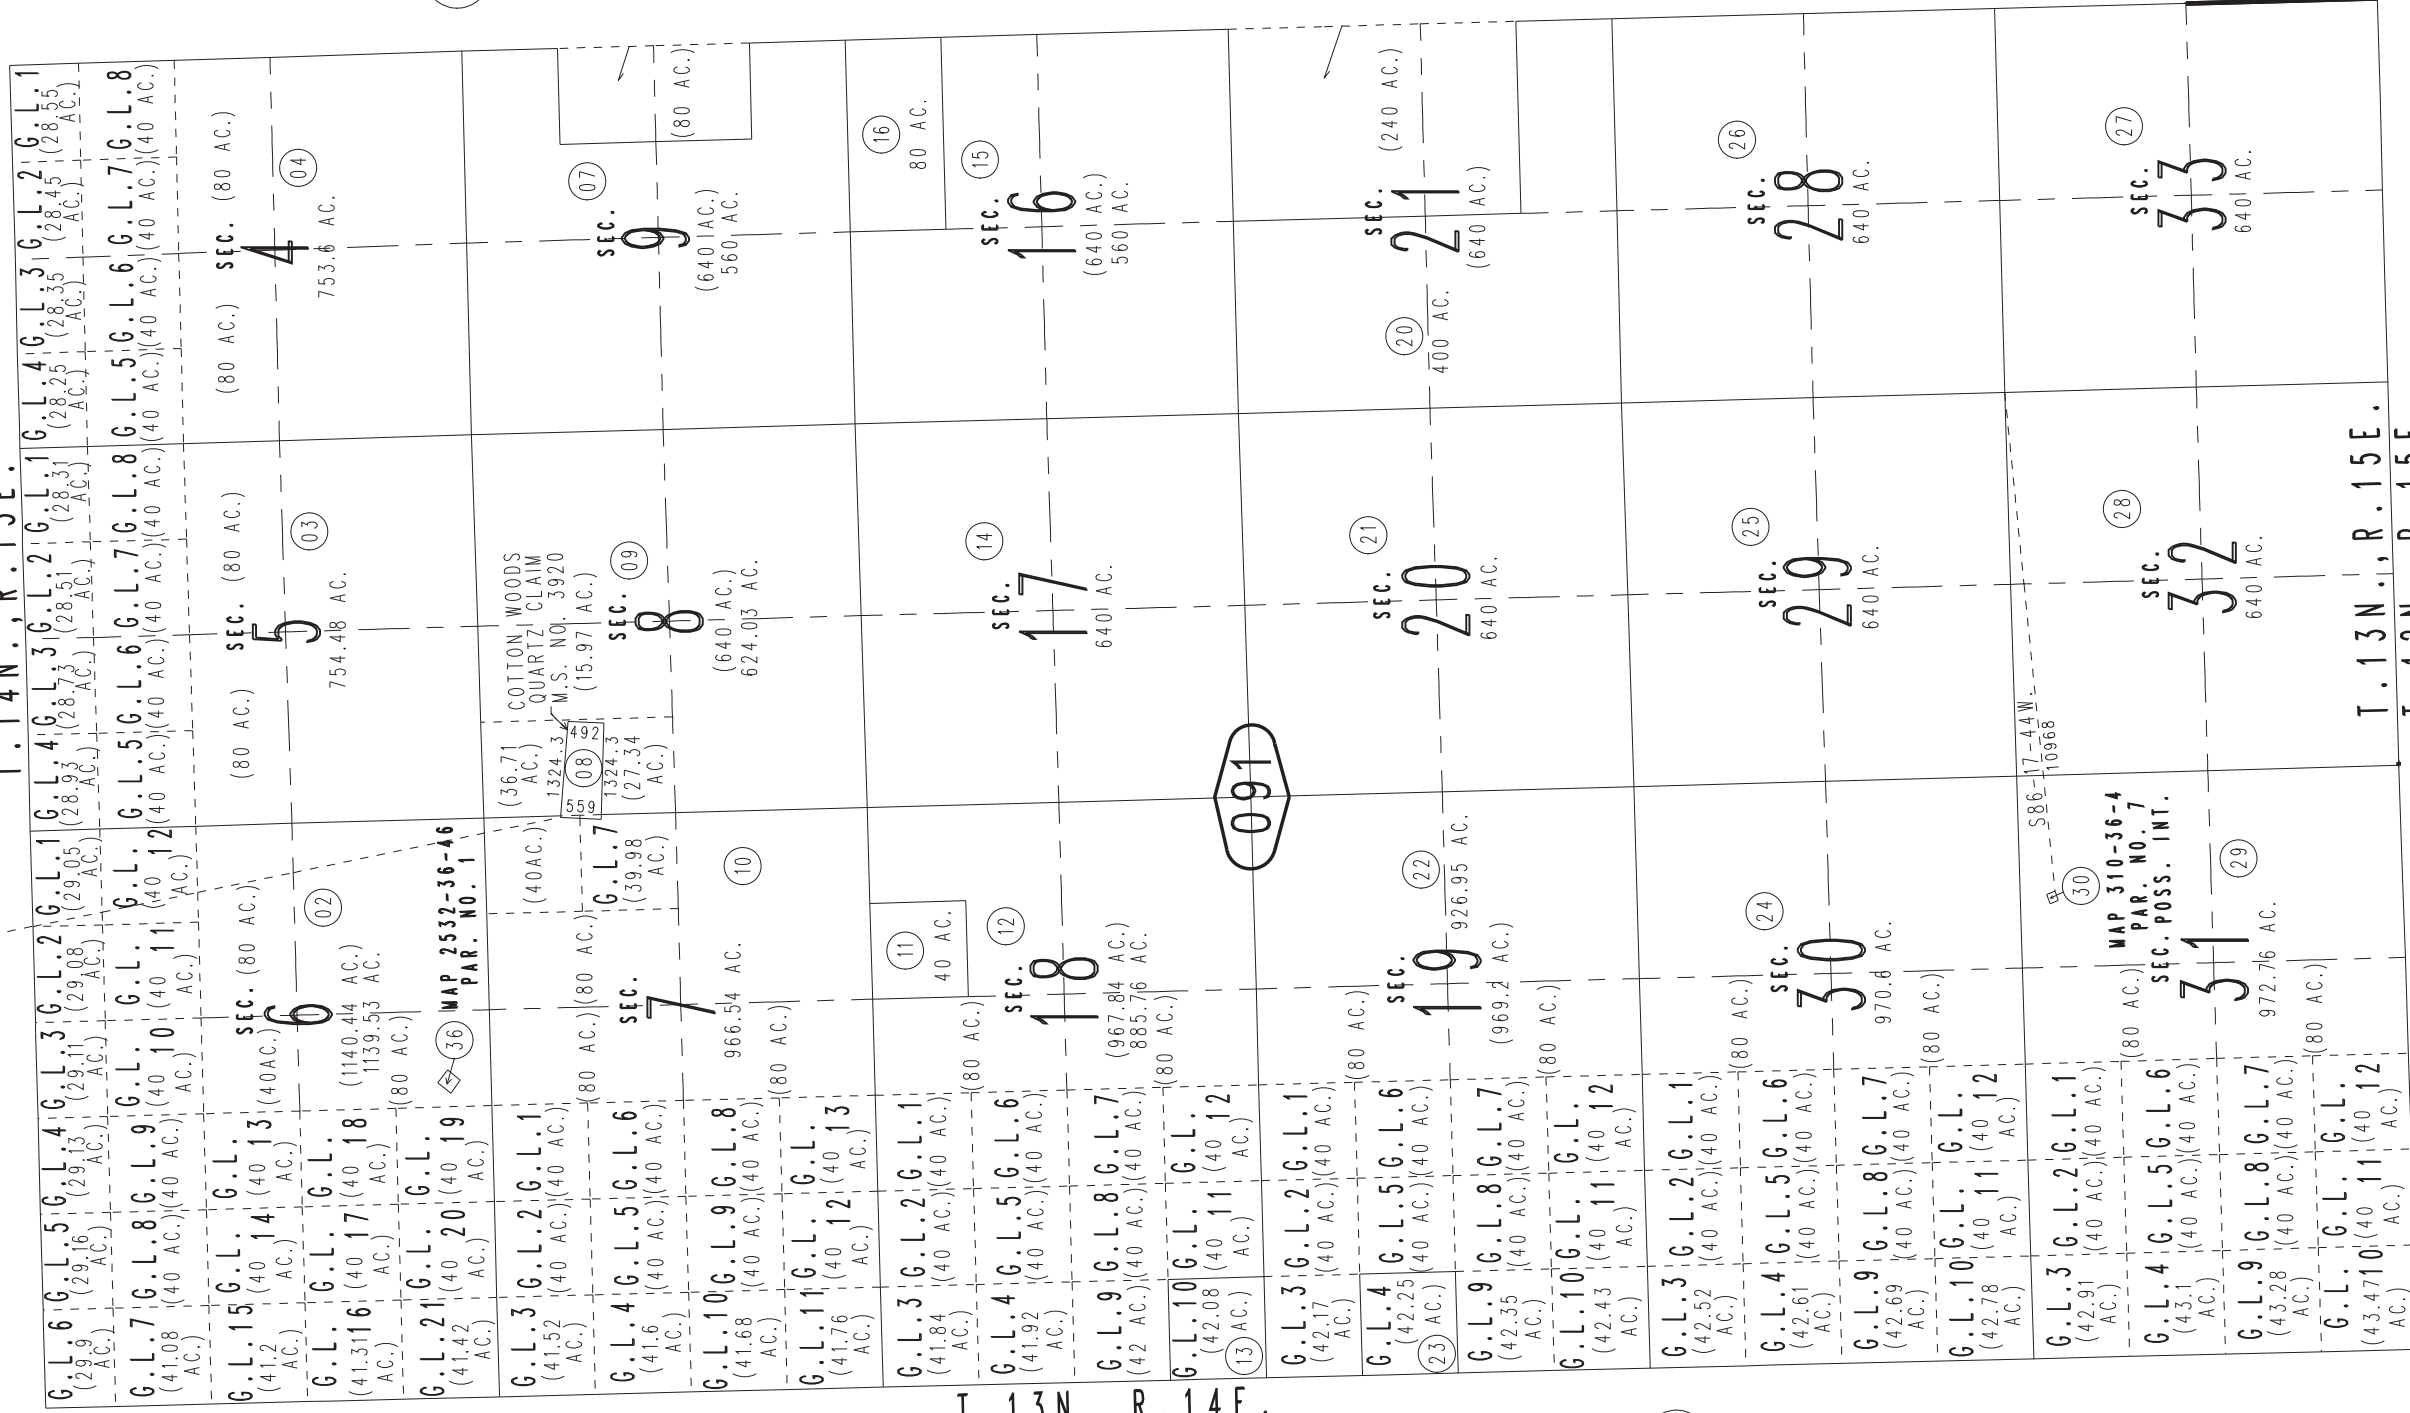 T.14N.,R.15E.
G.L.6
(29.9
AC.)
G.L.5
(29.16
AC.)
G.L.4
(29.13
AC.)
G.L.3
(29.11
AC.)
G.L.2
(29.08
AC.)
G.L.1
(29.05
AC.)
G.L.7
(41.08
AC.)
G.L.8
(40 AC.)
G.L.9
(40 AC.)
G.L.
(40 10
AC.)
G.L.
(40 11
AC.)
G.L.
(40 12
AC.)
G.L.15
(41.2
AC.)
G.L.
(40 14
AC.)
G.L.
(40 13
AC.)
(40AC.)
SEC. (80 AC.)
6
02
G.L.
(41.31 16
AC.)
G.L.
(40 17
AC.)
G.L.
(40 18
AC.)
(1140.44 AC.)
1139.53 AC.
(80 AC.)
G.L.21
(41.42
AC.)
G.L.
(40 20
AC.)
G.L.
(40 19
AC.)
36
MAP 2532-36-46
PAR. NO. 1
G.L.4
(28.93
AC.)
G.L.3
(28.73
AC.)
G.L.2
(28.51
AC.)
G.L.1
(28.31
AC.)
G.L.5
(40 AC.)
G.L.6
(40 AC.)
G.L.7
(40 AC.)
G.L.8
(40 AC.)
(80 AC.)
SEC. (80 AC.)
5
03
754.48 AC.
G.L.4
(28.25
AC.)
G.L.3
(28.35
AC.)
G.L.2
(28.45
AC.)
G.L.1
(28.55
AC.)
G.L.5
(40 AC.)
G.L.6
(40 AC.)
G.L.7
(40 AC.)
G.L.8
(40 AC.)
(80 AC.)
SEC. (80 AC.)
4
04
753.6 AC.
G.L.3
(41.52
AC.)
G.L.2
(40 AC.)
G.L.1
(40 AC.)
(80 AC.)
(80 AC.)
(40AC.)
G.L.7
(39.98
AC.)
G.L.4
(41.6
AC.)
G.L.5
(40 AC.)
G.L.6
(40 AC.)
SEC.
7
10
966.54 AC.
G.L.10
(41.68
AC.)
G.L.9
(40 AC.)
G.L.8
(40 AC.)
(80 AC.)
G.L.11
(41.76
AC.)
G.L.
(40 12
AC.)
G.L.
(40 13
AC.)
(36.71
AC.)
COTTON WOODS
QUARTZ CLAIM
M.S. NO. 3920
(15.97 AC.)
1324.3
559
08
492
1324.3
(27.34
AC.)
SEC.
8
09
(640 AC.)
624.03 AC.
SEC.
9
07
(640 AC.)
560 AC.
(80 AC.)
G.L.3
(41.84
AC.)
G.L.2
(40 AC.)
G.L.1
(40 AC.)
11
40 AC.
(80 AC.)
G.L.4
(41.92
AC.)
G.L.5
(40 AC.)
G.L.6
(40 AC.)
SEC.
18
12
(967.84 AC.)
885.76 AC.
G.L.9
(42 AC.)
G.L.8
(40 AC.)
G.L.7
(40 AC.)
(80 AC.)
G.L.10
(42.08
AC.)
13
G.L.
(40 11
AC.)
G.L.
(40 12
AC.)
SEC.
17
14
640 AC.
16
80 AC.
SEC.
16
15
(640 AC.)
560 AC.
091
G.L.3
(42.17
AC.)
G.L.2
(40 AC.)
G.L.1
(40 AC.)
(80 AC.)
G.L.4
(42.25
AC.)
23
G.L.5
(40 AC.)
G.L.6
(40 AC.)
SEC.
19
22
926.95 AC.
(969.2 AC.)
G.L.9
(42.35
AC.)
G.L.8
(40 AC.)
G.L.7
(40 AC.)
(80 AC.)
G.L.10
(42.43
AC.)
G.L.
(40 11
AC.)
G.L.
(40 12
AC.)
SEC.
20
21
640 AC.
SEC.
21
20
400 AC.
(640 AC.)
(240 AC.)
G.L.3
(42.52
AC.)
G.L.2
(40 AC.)
G.L.1
(40 AC.)
(80 AC.)
G.L.4
(42.61
AC.)
G.L.5
(40 AC.)
G.L.6
(40 AC.)
SEC.
30
24
970.6 AC.
G.L.9
(42.69
AC.)
G.L.8
(40 AC.)
G.L.7
(40 AC.)
(80 AC.)
G.L.10
(42.78
AC.)
G.L.
(40 11
AC.)
G.L.
(40 12
AC.)
SEC.
29
25
640 AC.
SEC.
28
26
640 AC.
S86-17-44W
10968
30
MAP 310-36-4
PAR. NO. 7
POSS. INT.
G.L.3
(42.91
AC.)
G.L.2
(40 AC.)
G.L.1
(40 AC.)
(80 AC.)
G.L.4
(43.1
AC.)
G.L.5
(40 AC.)
G.L.6
(40 AC.)
SEC.
31
29
972.76 AC.
G.L.9
(43.28
AC.)
G.L.8
(40 AC.)
G.L.7
(40 AC.)
(80 AC.)
G.L.
(43.47 10
AC.)
G.L.
(40 11
AC.)
G.L.
(40 12
AC.)
SEC.
32
28
640 AC.
SEC.
33
27
640 AC.
T.13N.,R.15E.
T 13N R 14E.